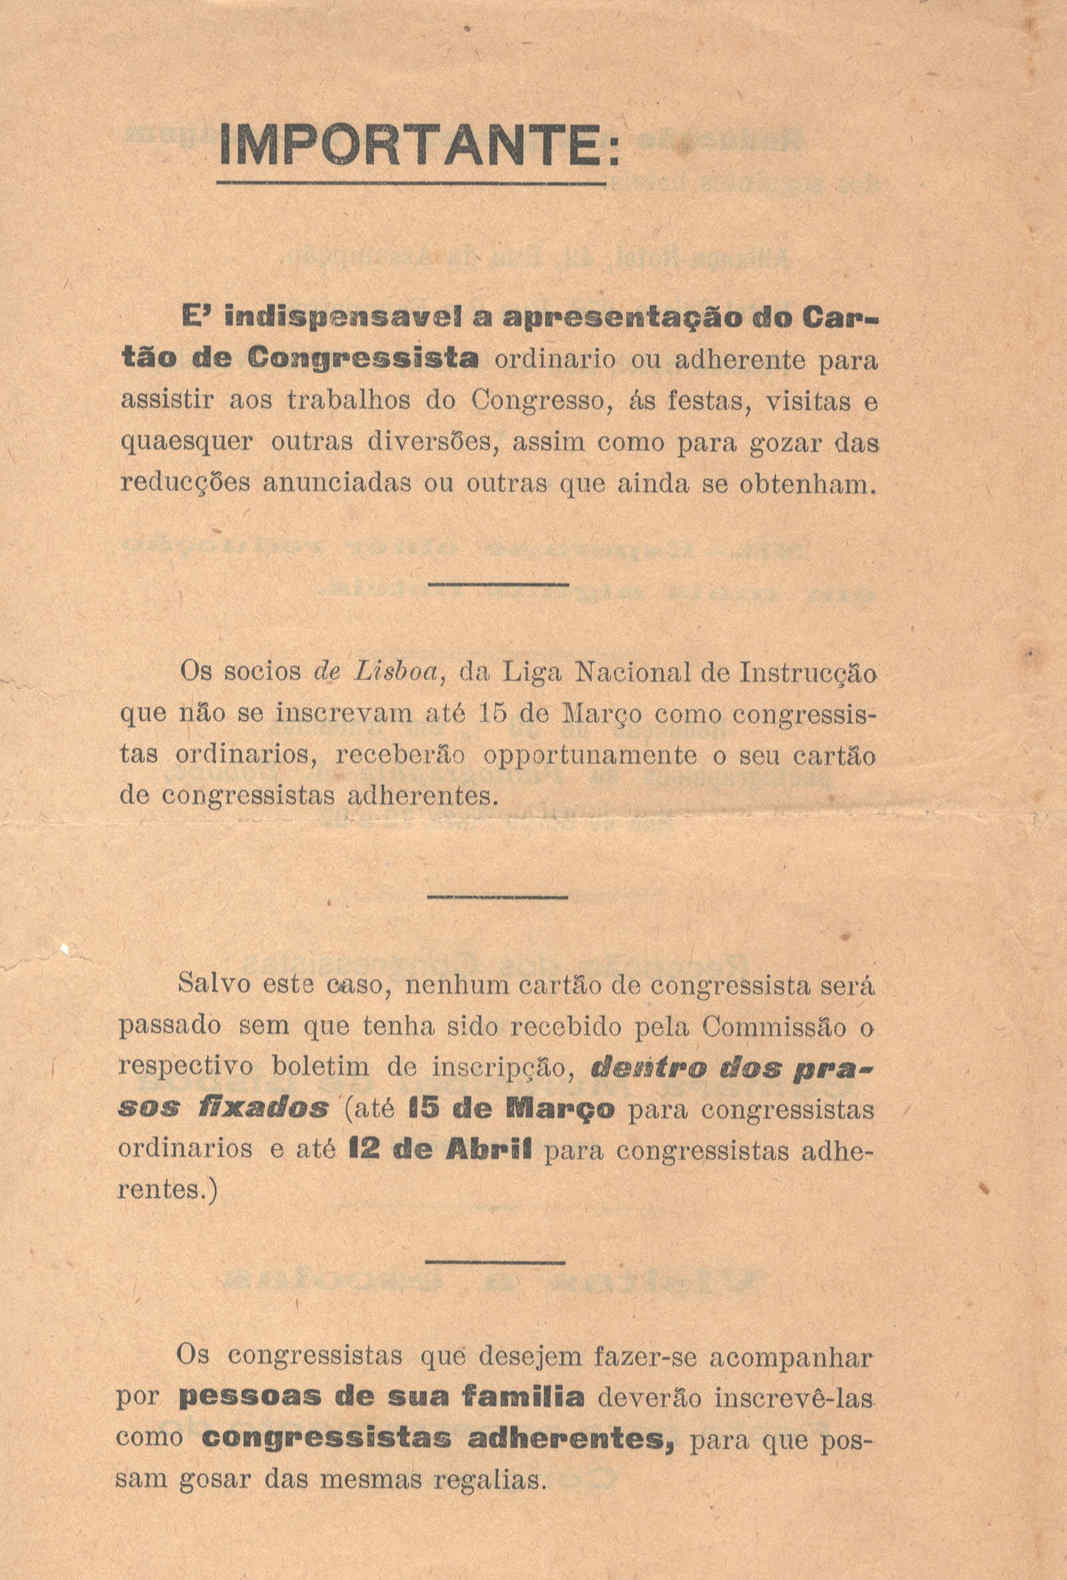 IMPORTANTE:
E' indispensavel a apresentação do Car-
tão de Congressista ordinario ou adherente para
assistir aos trabalhos do Congresso, ás festas, visitas e
quaesquer outras diversões, assim como para gozar das
reducções anunciadas ou outras que ainda se obtenham.
Os socios de Lisboa, da Liga Nacional de Instrucção
que não se inscrevam até 15 de Março como congressis-
tas ordinarios, receberão opportunamente o seu cartão
de congressistas adherentes.
Salvo este caso, nenhum cartão de congressista será
passado sem que tenha sido recebido pela Commissão o
respectivo boletim de inscripção, dentro dos pra-
sos fixados (até 15 de Março para congressistas
ordinarios e até 12 de Abril para congressistas adhe-
rentes.)
Os congressistas que desejem fazer-se acompanhar
por pessoas de sua familia deverão inscrevê-las
como congressistas adherentes, para que pos-
sam gosar das mesmas regalias.